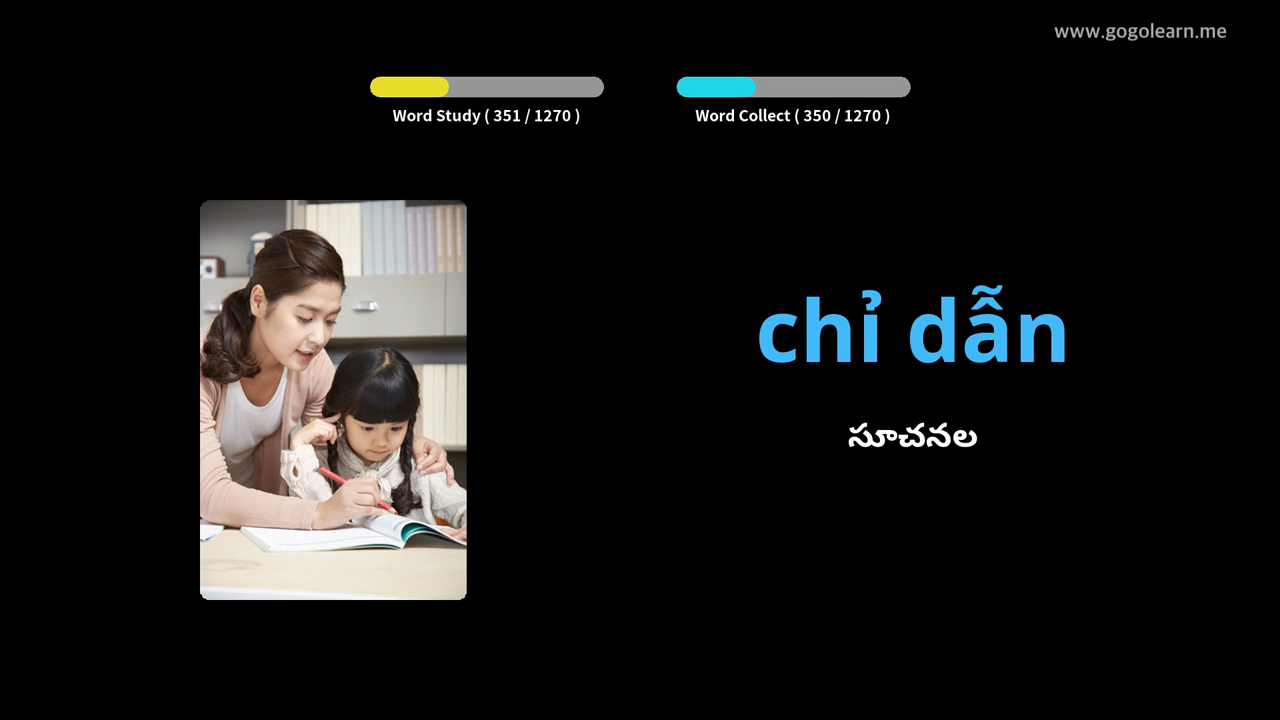 www.gogolearn.me
Word Study ( 351 / 1270 )
Word Collect ( 350 / 1270 )
chỉ dẫn
సూచనల